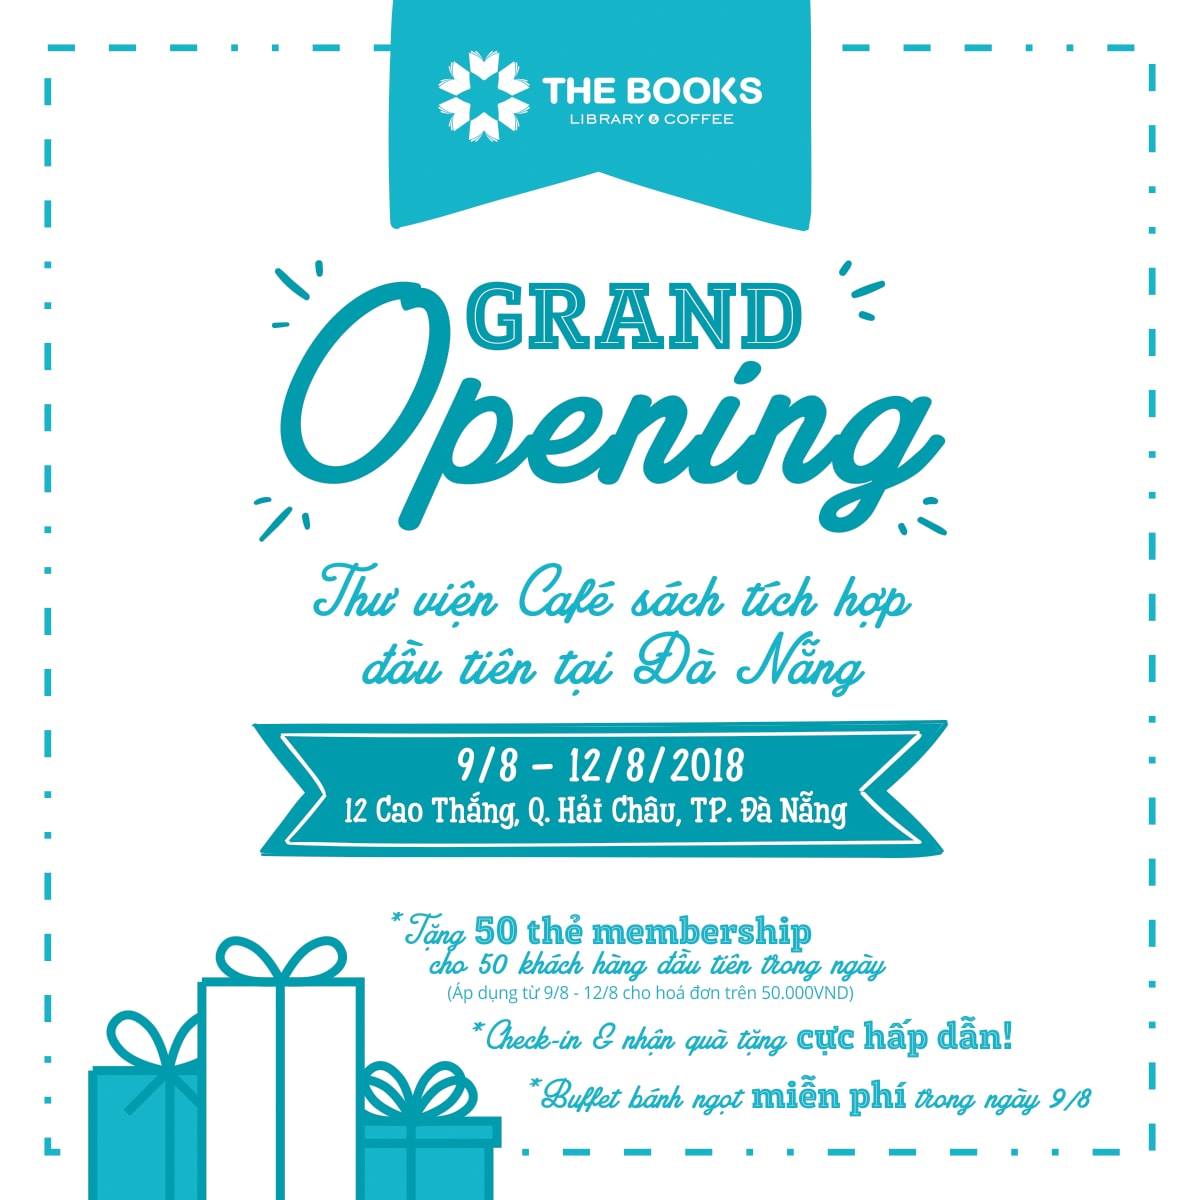 THE BOOKS
LIBRARY & COFFEE
GRAND
Opening
Thư viện Café sách tích hợp
đầu tiên tại Đà Nẵng
9/8 – 12/8/2018
12 Cao Thắng, Q. Hải Châu, TP. Đà Nẵng
*Tặng 50 thẻ membership
cho 50 khách hàng đầu tiên trong ngày
(Áp dụng từ 9/8 - 12/8 cho hoá đơn trên 50.000VND)
*Check-in & nhận quà tặng cực hấp dẫn!
*Buffet bánh ngọt miễn phí trong ngày 9/8